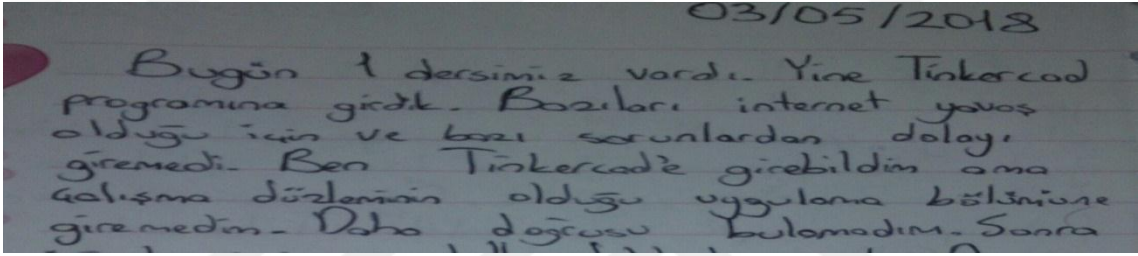 03/05/2018
Bugün 1 dersimiz vardı. Yine Tinkercad
programına girdik. Bazıları internet yavaş
olduğu için ve bazı sorunlardan dolayı
giremedi. Ben Tinkercad'e girebildim ama
çalışma düzleminin olduğu uygulama bölümüne
giremedim. Daha doğrusu bulamadım. Sonra